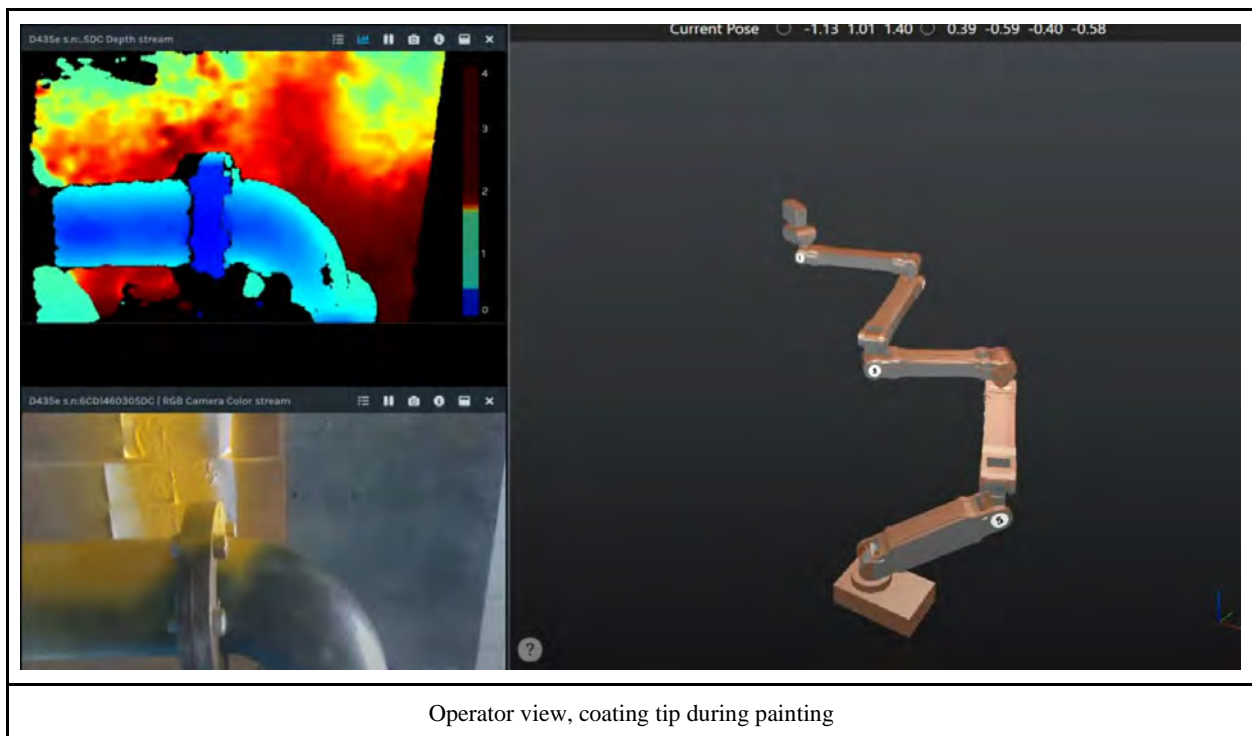 D435e s.n:..5DC Depth stream
4
3
2
1
0
D435e s.n:6CD1460305DC | RGB Camera Color stream
Current Pose -1.13 1.01 1.40 0.39 -0.59 -0.40 -0.58
5
?
Operator view, coating tip during painting